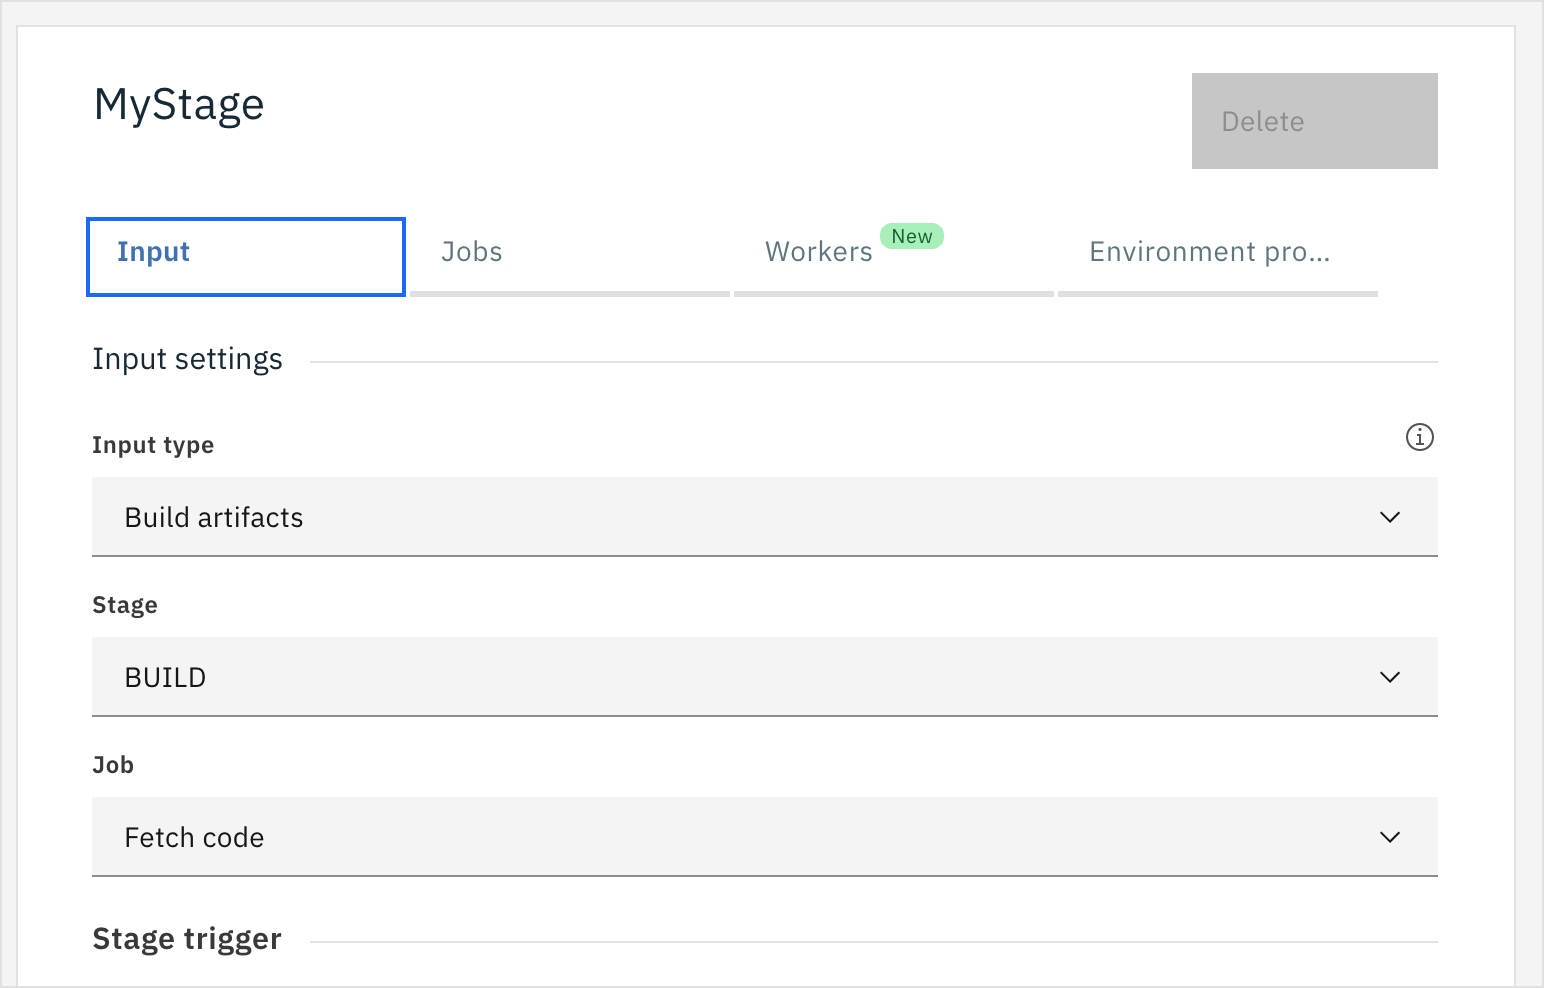 MyStage
Delete
Input
Jobs
Workers
New
Environment pro...
Input settings
Input type
Build artifacts
Stage
BUILD
Job
Fetch code
Stage trigger